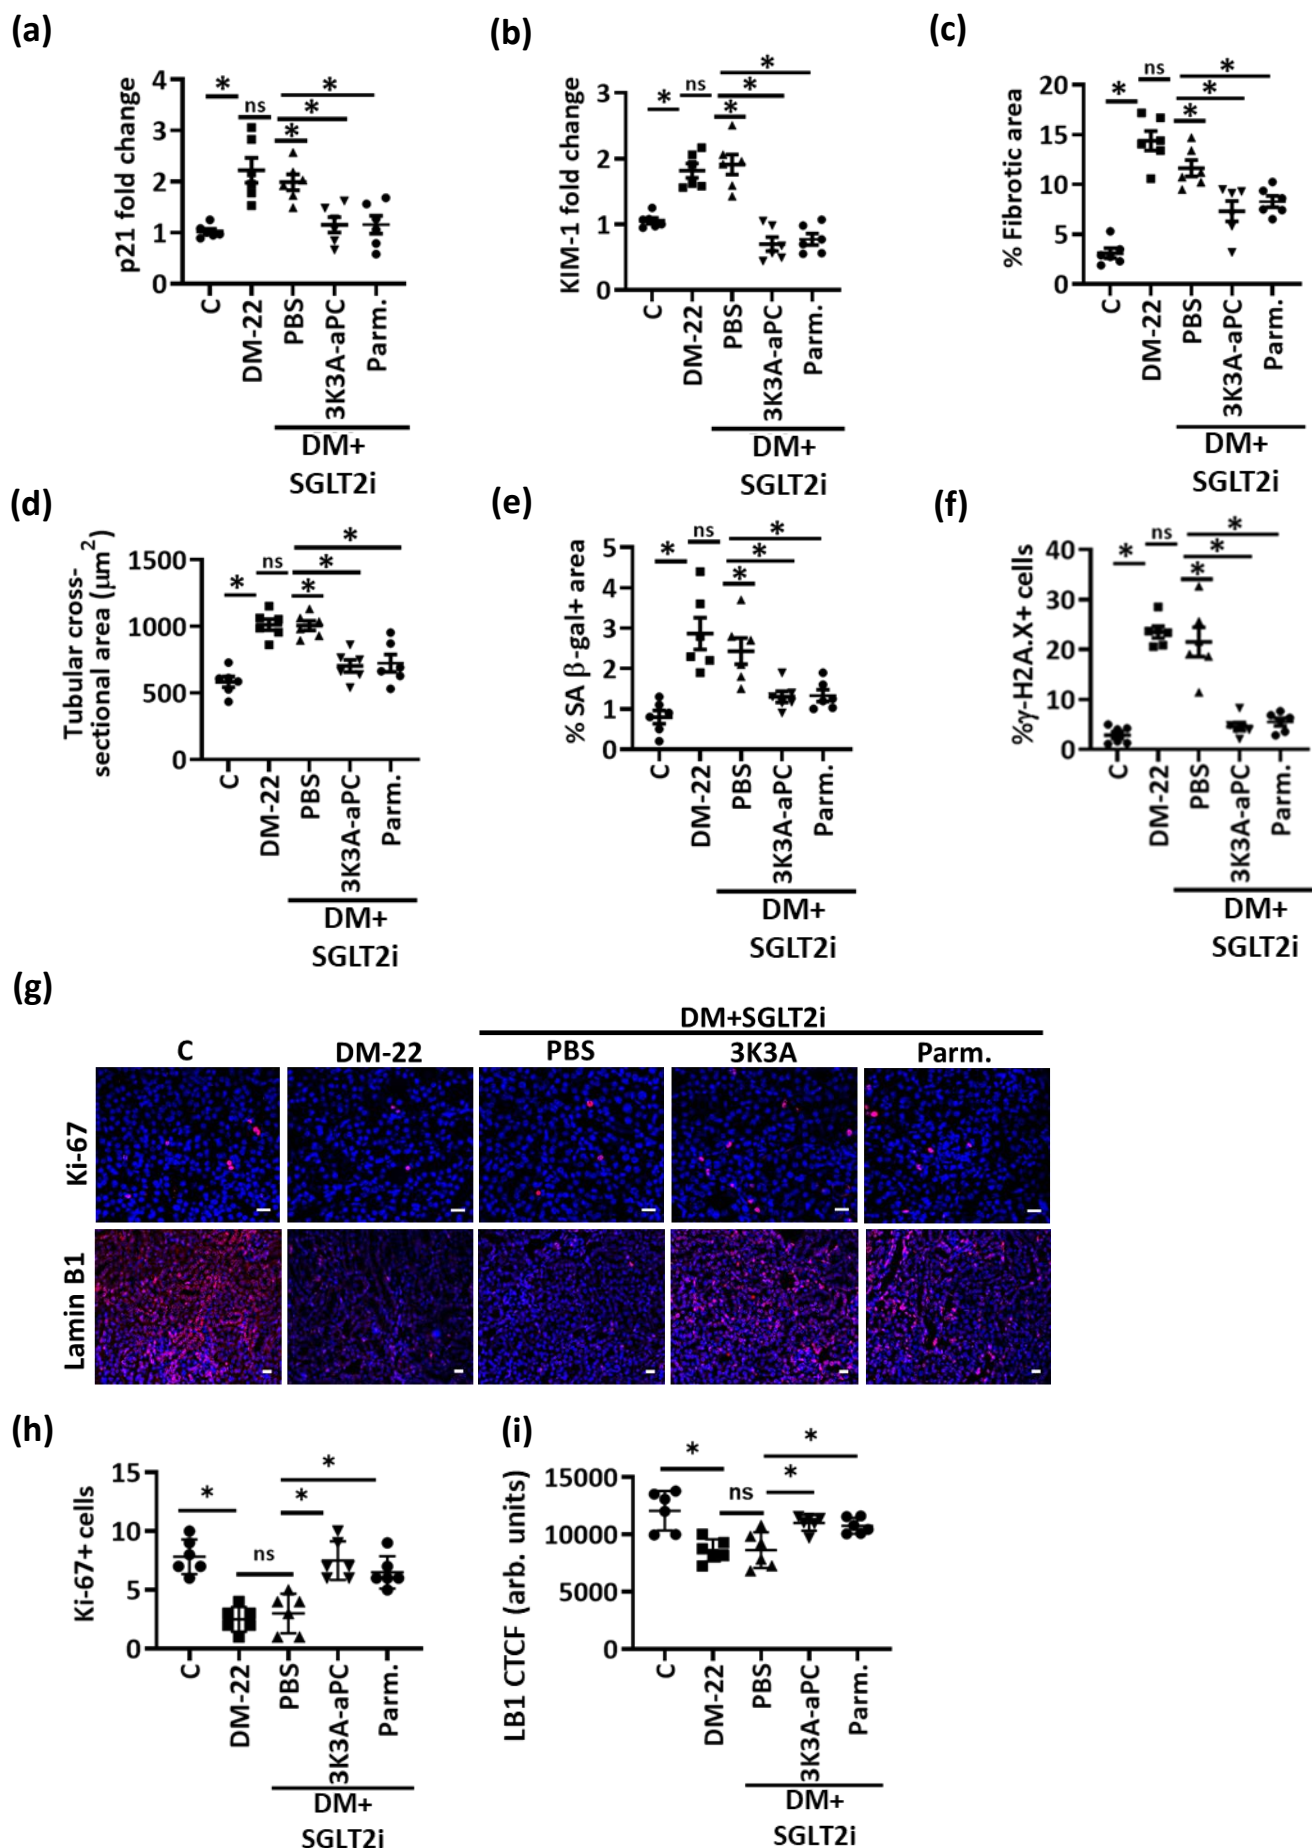 (a)
p21 fold change
4
3
2
1
0
* ns * * *
C
DM-22
PBS
3K3A-aPC
Parm.
DM+
SGLT2i
(b)
KIM-1 fold change
3
2
1
0
* ns * * *
C
DM-22
PBS
3K3A-aPC
Parm.
DM+
SGLT2i
(c)
% Fibrotic area
20
15
10
5
0
* ns * * *
C
DM-22
PBS
3K3A-aPC
Parm.
DM+
SGLT2i
(d)
Tubular cross-
sectional area (µm²)
1500
1000
500
0
* ns * * *
C
DM-22
PBS
3K3A-aPC
Parm.
DM+
SGLT2i
(e)
% SA β-gal+ area
5
4
3
2
1
0
* ns * * *
C
DM-22
PBS
3K3A-aPC
Parm.
DM+
SGLT2i
(f)
%γ-H2A.X+ cells
40
30
20
10
0
* ns * * *
C
DM-22
PBS
3K3A-aPC
Parm.
DM+
SGLT2i
(g)
DM+SGLT2i
C DM-22 PBS 3K3A Parm.
Ki-67
Lamin B1
(h)
Ki-67+ cells
15
10
5
0
* ns * *
C
DM-22
PBS
3K3A-aPC
Parm.
DM+
SGLT2i
(i)
LB1 CTCF (arb. units)
15000
10000
5000
0
* ns * *
C
DM-22
PBS
3K3A-aPC
Parm.
DM+
SGLT2i